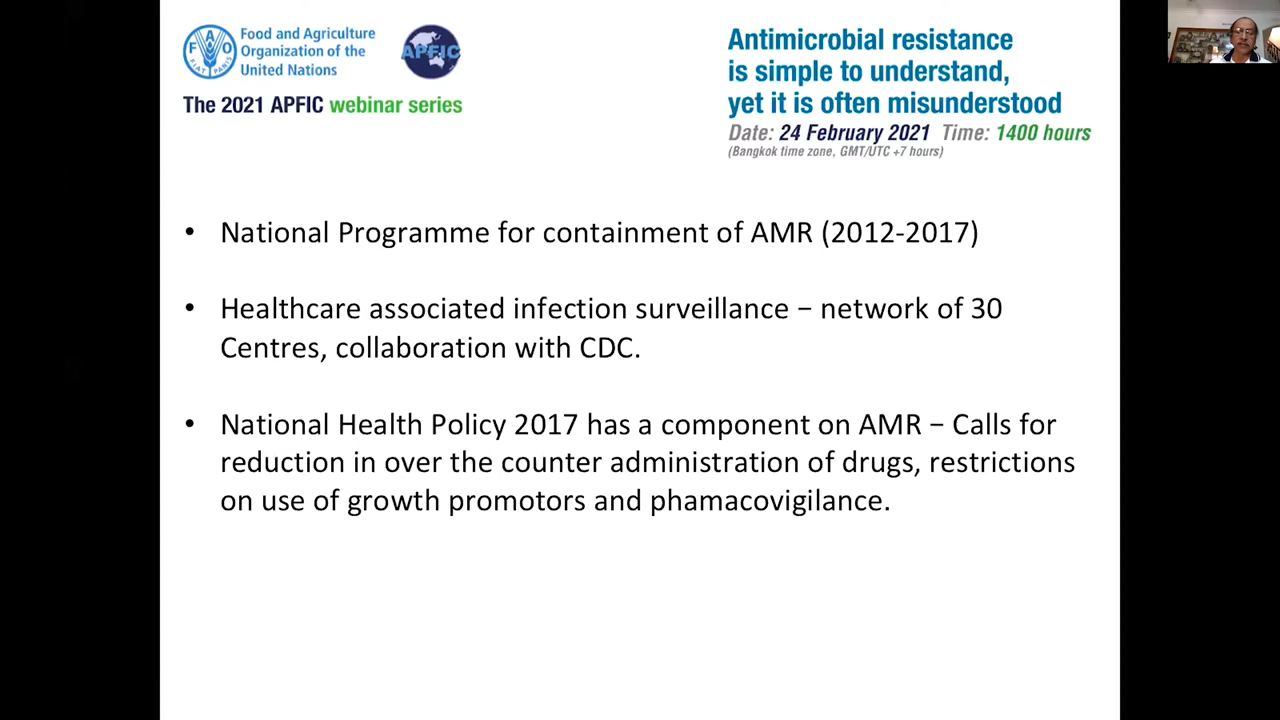 Food and Agriculture
Organization of the
United Nations
APFIC
The 2021 APFIC webinar series
Antimicrobial resistance
is simple to understand,
yet it is often misunderstood
Date: 24 February 2021 Time: 1400 hours
(Bangkok time zone, GMT/UTC +7 hours)
• National Programme for containment of AMR (2012-2017)
• Healthcare associated infection surveillance – network of 30
Centres, collaboration with CDC.
• National Health Policy 2017 has a component on AMR – Calls for
reduction in over the counter administration of drugs, restrictions
on use of growth promotors and phamacovigilance.